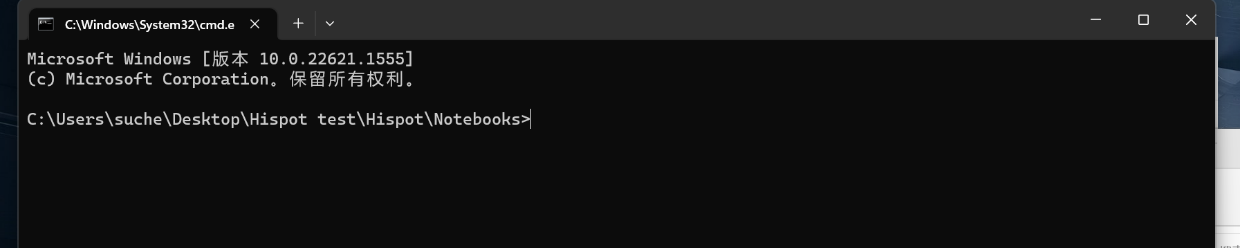 C:\Windows\System32\cmd.e
Microsoft Windows [版本 10.0.22621.1555]
(c) Microsoft Corporation。保留所有权利。
C:\Users\suche\Desktop\Hispot test\Hispot\Notebooks>